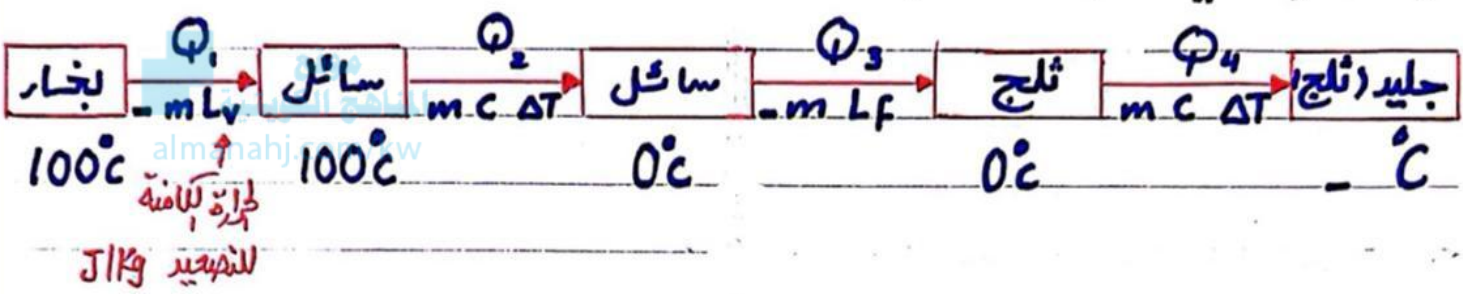 Q₁ Q₂ Q₃ Q₄
بخار سائل سائل ثلج جليد (ثلج)
- m Lv m C ΔT - m Lf m C ΔT
100°C 100°C 0°C 0°C - °C
almanahj.com/kw
الحرارة الكامنة
للتصعيد J/Kg